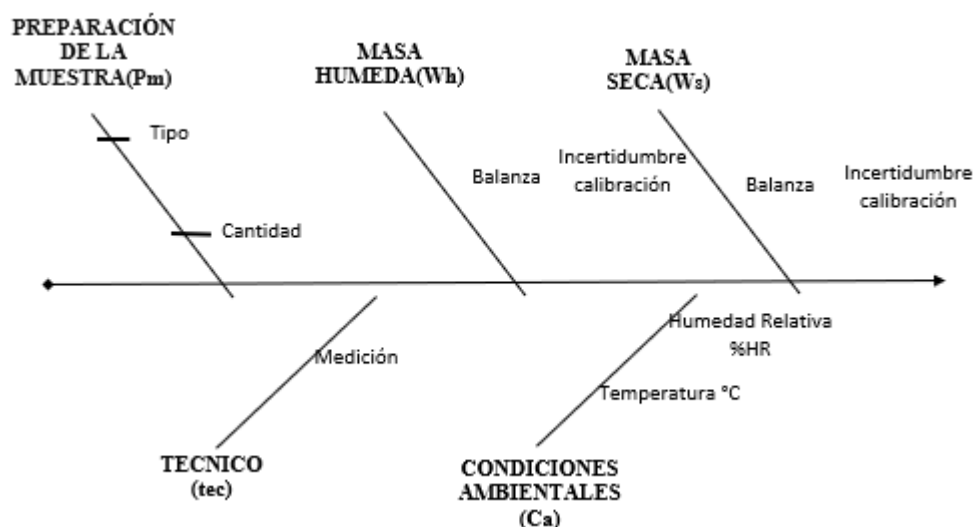 PREPARACIÓN
DE LA
MUESTRA(Pm)
Tipo
Cantidad
MASA
HUMEDA(Wh)
Balanza
Incertidumbre
calibración
MASA
SECA(Ws)
Balanza
Incertidumbre
calibración
Medición
TECNICO
(tec)
Humedad Relativa
%HR
Temperatura °C
CONDICIONES
AMBIENTALES
(Ca)